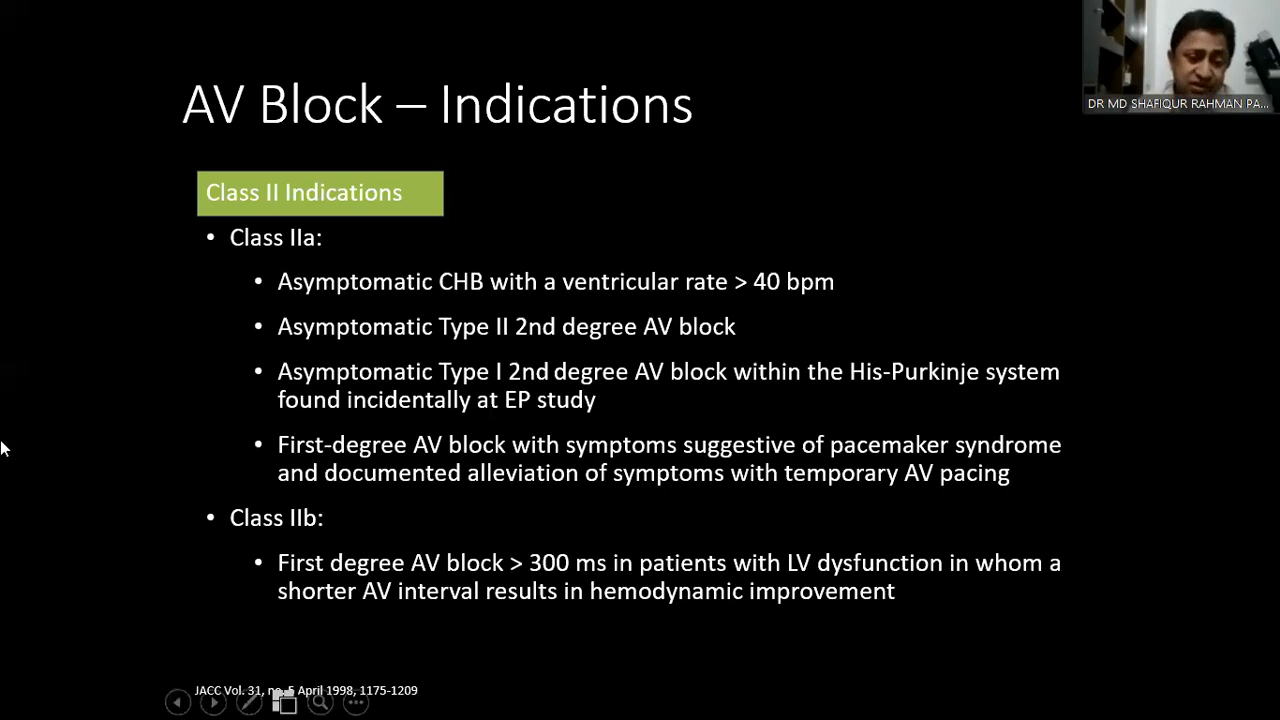 DR MD SHAFIQUR RAHMAN PA...
AV Block – Indications
Class II Indications
• Class IIa:
• Asymptomatic CHB with a ventricular rate > 40 bpm
• Asymptomatic Type II 2nd degree AV block
• Asymptomatic Type I 2nd degree AV block within the His-Purkinje system
found incidentally at EP study
• First-degree AV block with symptoms suggestive of pacemaker syndrome
and documented alleviation of symptoms with temporary AV pacing
• Class IIb:
• First degree AV block > 300 ms in patients with LV dysfunction in whom a
shorter AV interval results in hemodynamic improvement
JACC Vol. 31, no. 5 April 1998, 1175-1209